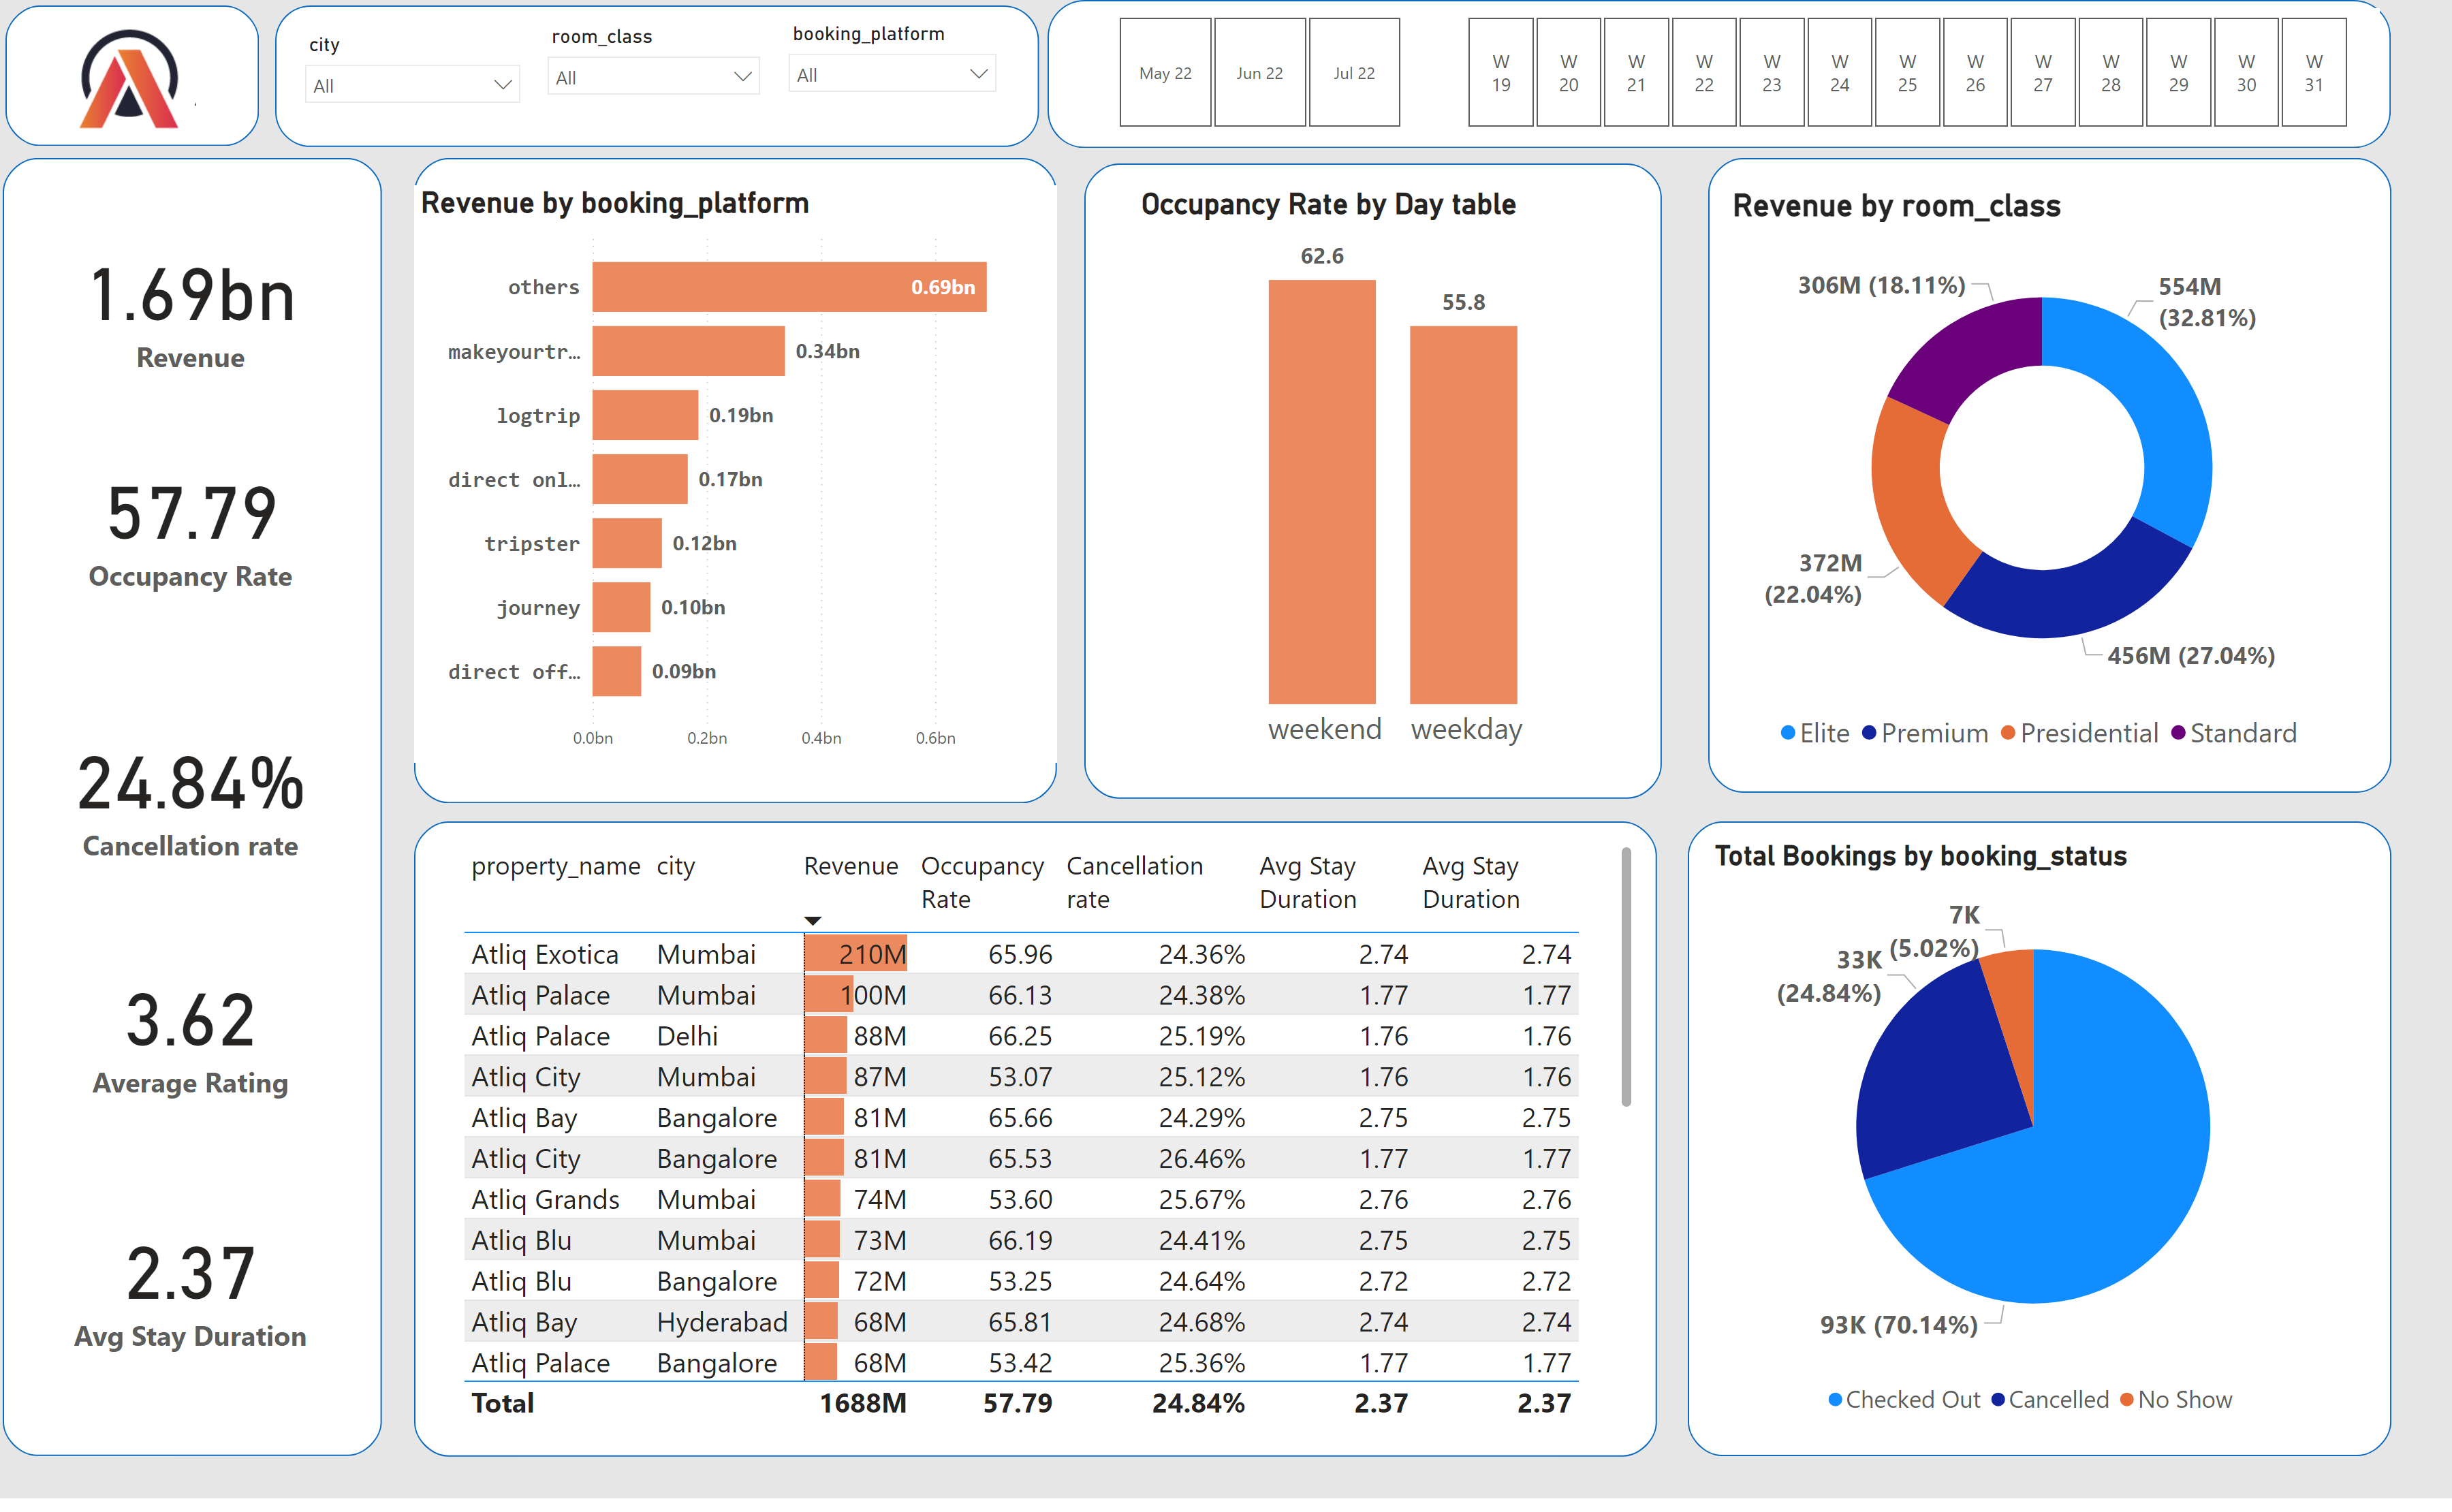 city
All
room_class
All
booking_platform
All
May 22
Jun 22
Jul 22
W 19
W 20
W 21
W 22
W 23
W 24
W 25
W 26
W 27
W 28
W 29
W 30
W 31
1.69bn
Revenue
57.79
Occupancy Rate
24.84%
Cancellation rate
3.62
Average Rating
2.37
Avg Stay Duration
Revenue by booking_platform
others 0.69bn
makeyourtr… 0.34bn
logtrip 0.19bn
direct onl… 0.17bn
tripster 0.12bn
journey 0.10bn
direct off… 0.09bn
0.0bn 0.2bn 0.4bn 0.6bn
Occupancy Rate by Day table
62.6
55.8
weekend weekday
Revenue by room_class
306M (18.11%)
554M
(32.81%)
372M
(22.04%)
456M (27.04%)
Elite Premium Presidential Standard
property_name city Revenue Occupancy Rate Cancellation rate Avg Stay Duration Avg Stay Duration
Atliq Exotica Mumbai 210M 65.96 24.36% 2.74 2.74
Atliq Palace Mumbai 100M 66.13 24.38% 1.77 1.77
Atliq Palace Delhi 88M 66.25 25.19% 1.76 1.76
Atliq City Mumbai 87M 53.07 25.12% 1.76 1.76
Atliq Bay Bangalore 81M 65.66 24.29% 2.75 2.75
Atliq City Bangalore 81M 65.53 26.46% 1.77 1.77
Atliq Grands Mumbai 74M 53.60 25.67% 2.76 2.76
Atliq Blu Mumbai 73M 66.19 24.41% 2.75 2.75
Atliq Blu Bangalore 72M 53.25 24.64% 2.72 2.72
Atliq Bay Hyderabad 68M 65.81 24.68% 2.74 2.74
Atliq Palace Bangalore 68M 53.42 25.36% 1.77 1.77
Total 1688M 57.79 24.84% 2.37 2.37
Total Bookings by booking_status
7K
(5.02%)
33K
(24.84%)
93K (70.14%)
Checked Out Cancelled No Show